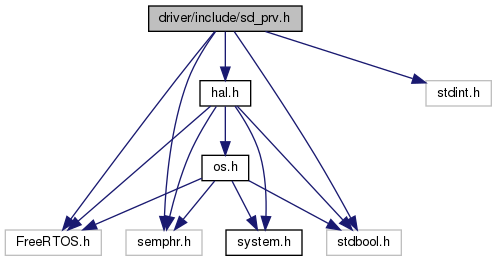 driver/include/sd_prv.h
hal.h
stdint.h
os.h
FreeRTOS.h
semphr.h
system.h
stdbool.h